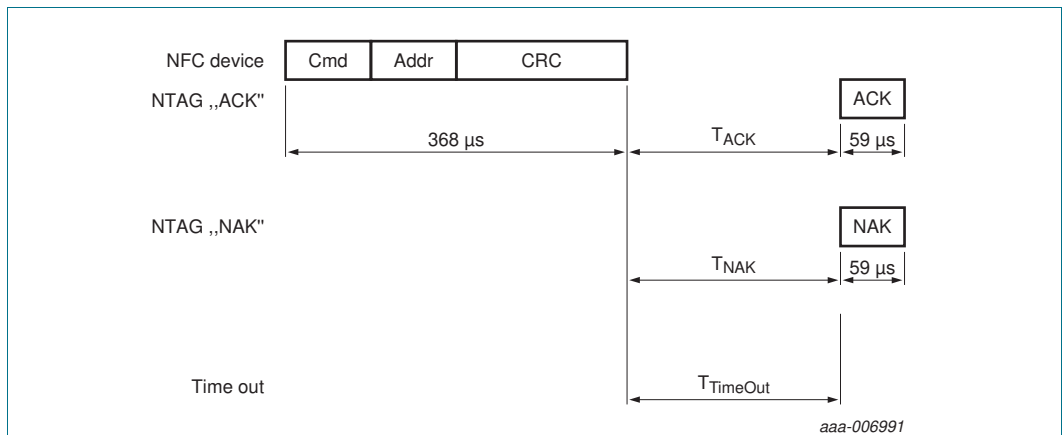 NFC device Cmd Addr CRC
NTAG ,,ACK" ACK
368 µs TACK 59 µs
NTAG ,,NAK" NAK
TNAK 59 µs
Time out TTimeOut
aaa-006991